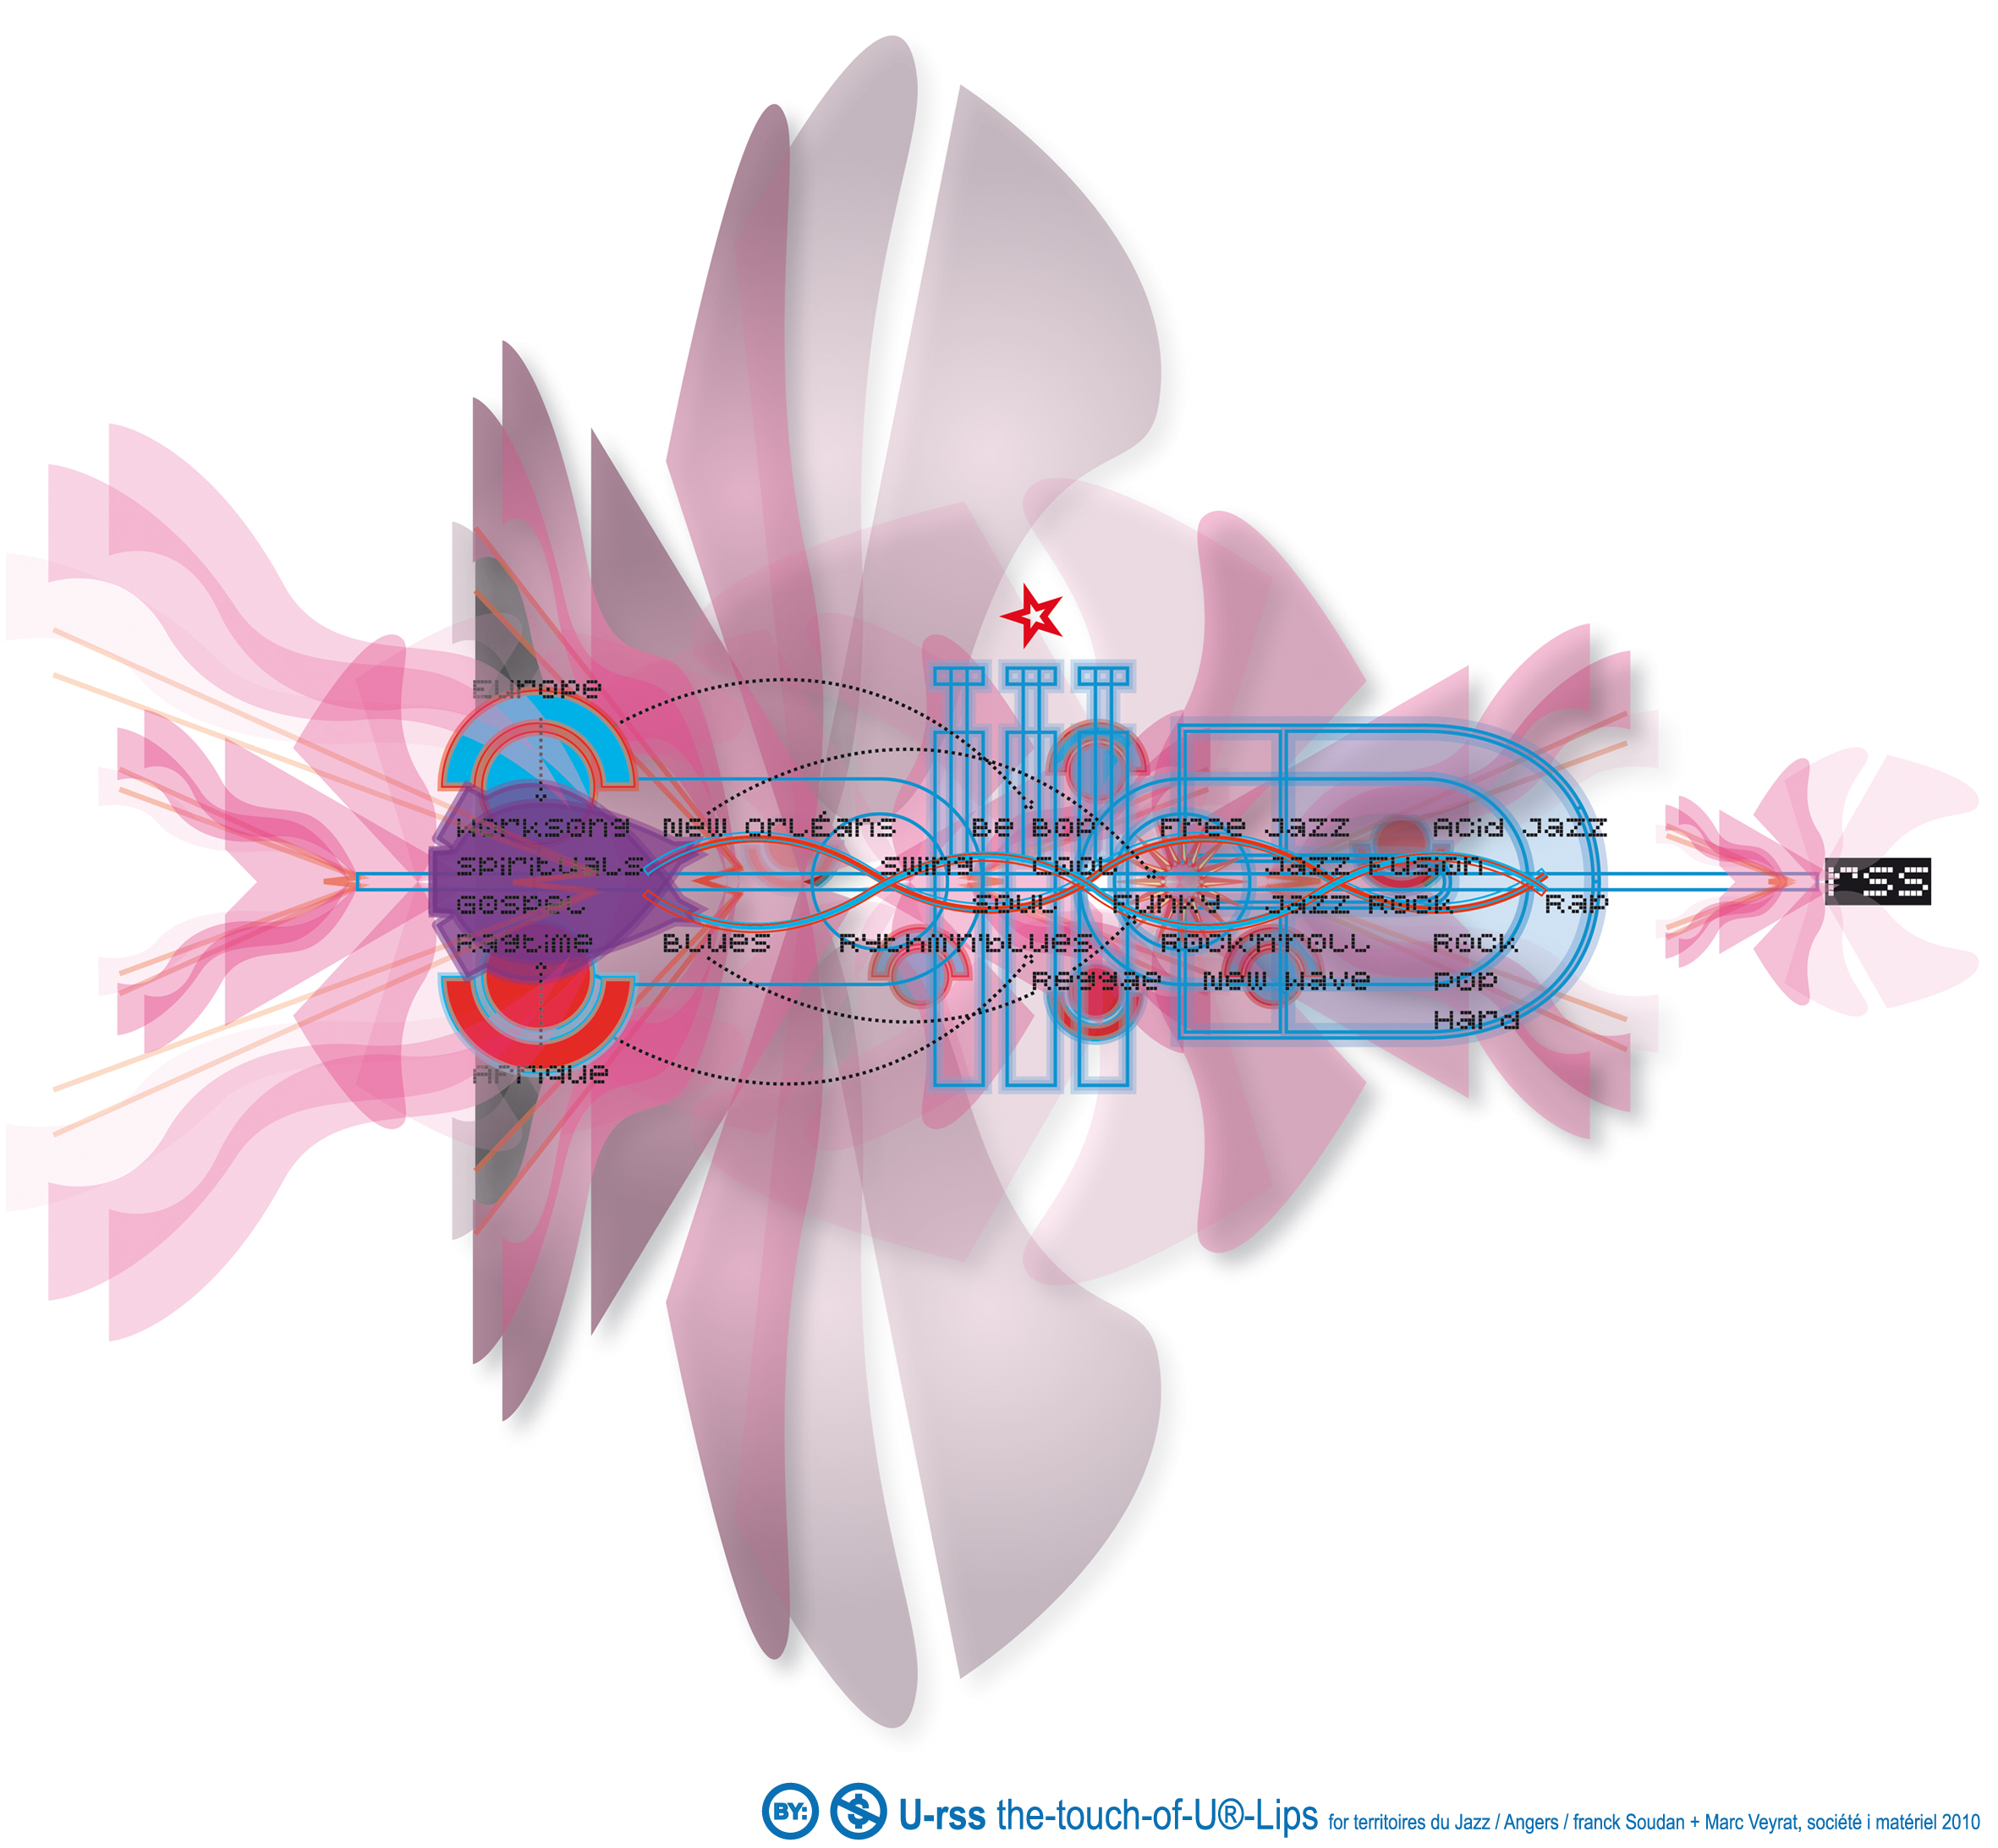 Europe
Worksong New Orléans Be Bop Free Jazz Acid Jazz
Spirituals Swing Cool Jazz Fusion
rss
Gospel Soul Funky Jazz Rock Rap
Ragtime Blues Rythm'n'blues Rock'n'roll Rock
Reggae New Wave Pop
Hard
Afrique
BY: $ U-rss the-touch-of-U®-Lips for territoires du Jazz / Angers / franck Soudan + Marc Veyrat, société i matériel 2010